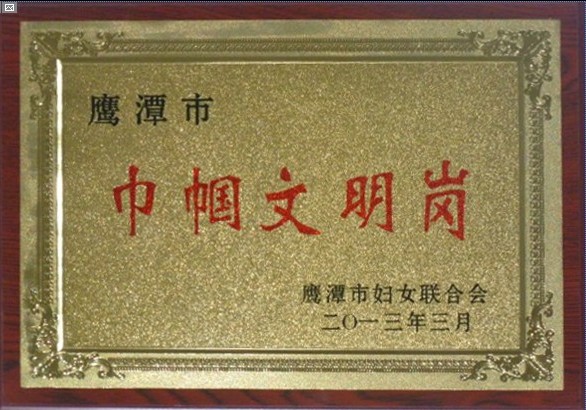 鹰潭市
巾帼文明岗
鹰潭市妇女联合会
二〇一三年三月